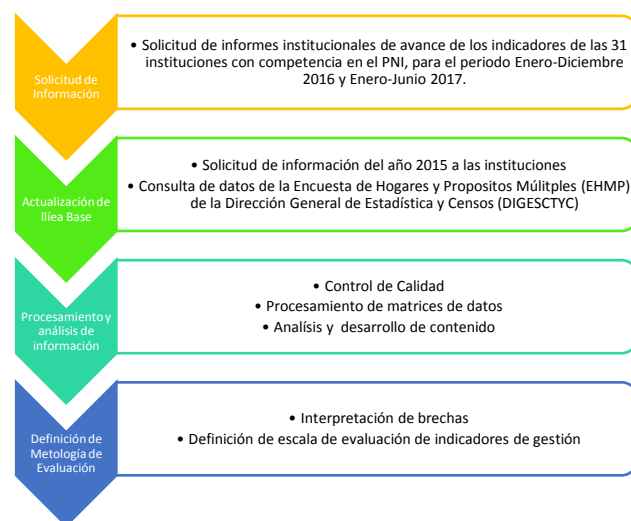 Solicitud de
Información
• Solicitud de informes institucionales de avance de los indicadores de las 31
instituciones con competencia en el PNI, para el periodo Enero-Diciembre
2016 y Enero-Junio 2017.
Actualización de
llíea Base
• Solicitud de información del año 2015 a las instituciones
• Consulta de datos de la Encuesta de Hogares y Propositos Múlitples (EHMP)
de la Dirección General de Estadística y Censos (DIGESCTYC)
Procesamiento y
análisis de
información
• Control de Calidad
• Procesamiento de matrices de datos
• Analísis y desarrollo de contenido
Definición de
Metología de
Evaluación
• Interpretación de brechas
• Definición de escala de evaluación de indicadores de gestión